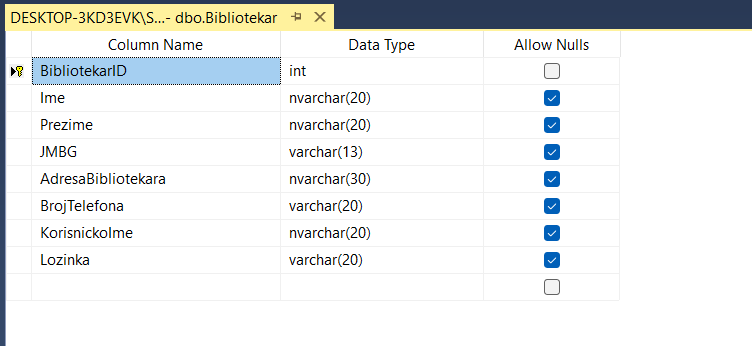 DESKTOP-3KD3EVK\S...- dbo.Bibliotekar
Column Name Data Type Allow Nulls
BibliotekarID int
Ime nvarchar(20)
Prezime nvarchar(20)
JMBG varchar(13)
AdresaBibliotekara nvarchar(30)
BrojTelefona varchar(20)
KorisnickoIme nvarchar(20)
Lozinka varchar(20)